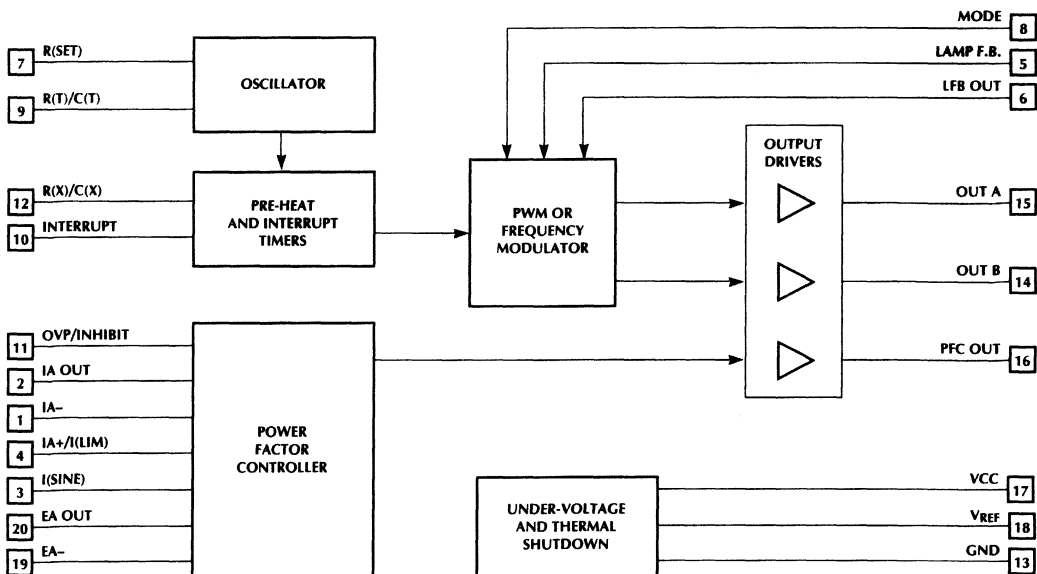 7 R(SET)
9 R(T)/C(T)
OSCILLATOR
12 R(X)/C(X)
10 INTERRUPT
PRE-HEAT
AND INTERRUPT
TIMERS
MODE 8
LAMP F.B. 5
LFB OUT 6
PWM OR
FREQUENCY
MODULATOR
OUTPUT
DRIVERS
OUT A 15
OUT B 14
PFC OUT 16
11 OVP/INHIBIT
2 IA OUT
1 IA–
4 IA+/I(LIM)
3 I(SINE)
20 EA OUT
19 EA–
POWER
FACTOR
CONTROLLER
UNDER-VOLTAGE
AND THERMAL
SHUTDOWN
VCC 17
VREF 18
GND 13